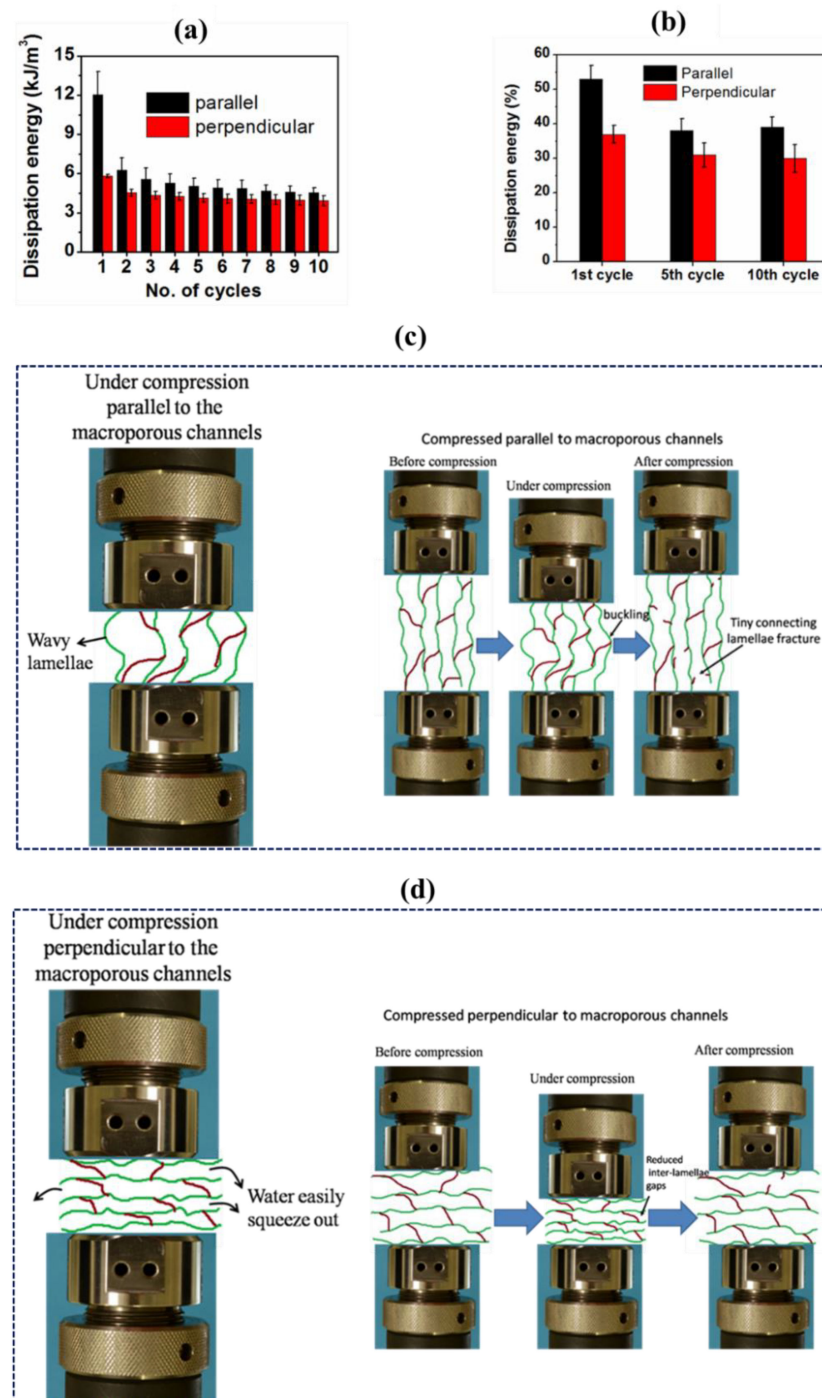 (a)
Dissipation energy (kJ/m³)
15
12
9
6
3
0
parallel
perpendicular
1 2 3 4 5 6 7 8 9 10
No. of cycles
(b)
Dissipation energy (%)
60
50
40
30
20
10
0
Parallel
Perpendicular
1st cycle 5th cycle 10th cycle
(c)
Under compression
parallel to the
macroporous channels
Wavy
lamellae
Compressed parallel to macroporous channels
Before compression
Under compression
After compression
buckling
Tiny connecting
lamellae fracture
(d)
Under compression
perpendicular to the
macroporous channels
Water easily
squeeze out
Compressed perpendicular to macroporous channels
Before compression
Under compression
After compression
Reduced
inter-lamellae
gaps